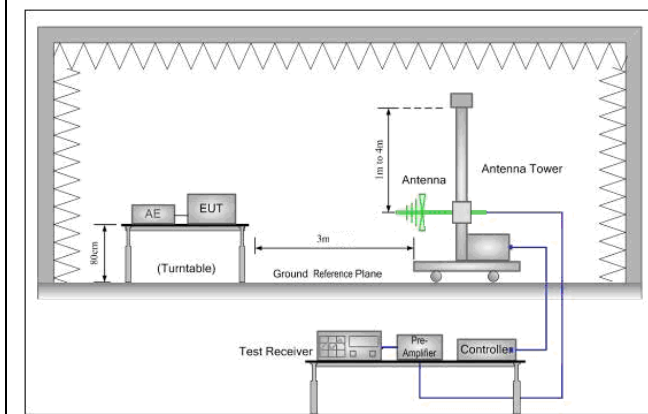 1m to 4m
Antenna
Antenna Tower
AE
EUT
80cm
(Turntable)
3m
Ground Reference Plane
Test Receiver
Pre-
Amplifier
Controller